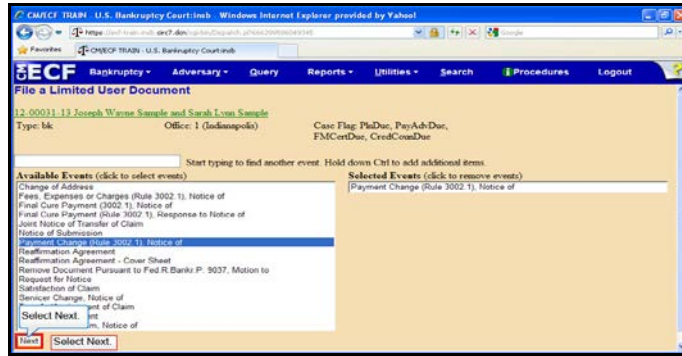 CM/ECF TRAIN - U.S. Bankruptcy Court:insb - Windows Internet Explorer provided by Yahoo!
Google
Favorites CM/ECF TRAIN - U.S. Bankruptcy Court:insb
ECF Bankruptcy Adversary Query Reports Utilities Search Procedures Logout
File a Limited User Document
12-00031-13 Joseph Wayne Sample and Sarah Lynn Sample
Type: bk Office: 1 (Indianapolis) Case Flag: PlnDue, PayAdvDue,
FMCertDue, CredCounDue
Start typing to find another event. Hold down Ctrl to add additional items.
Available Events (click to select events) Selected Events (click to remove events)
Change of Address Payment Change (Rule 3002.1), Notice of
Fees, Expenses or Charges (Rule 3002.1), Notice of
Final Cure Payment (3002.1), Notice of
Final Cure Payment (Rule 3002.1), Response to Notice of
Joint Notice of Transfer of Claim
Notice of Submission
Payment Change (Rule 3002.1), Notice of
Reaffirmation Agreement
Reaffirmation Agreement - Cover Sheet
Remove Document Pursuant to Fed.R.Bankr.P. 9037, Motion to
Request for Notice
Satisfaction of Claim
Servicer Change, Notice of
of Claim
Select Next.
Notice of
Next Select Next.